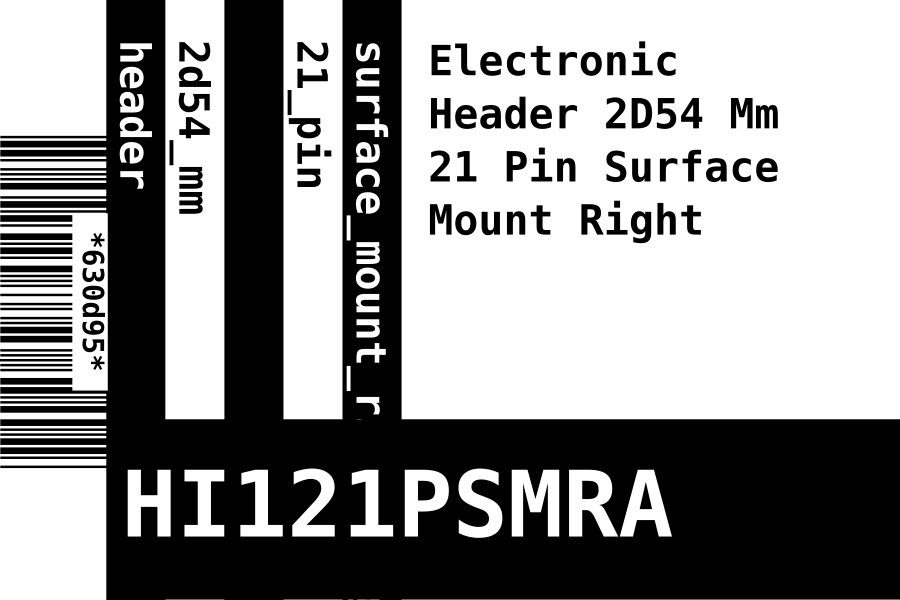 *630d95*
header
2d54_mm
21_pin
surface_mount_r
Electronic
Header 2D54 Mm
21 Pin Surface
Mount Right
HI121PSMRA